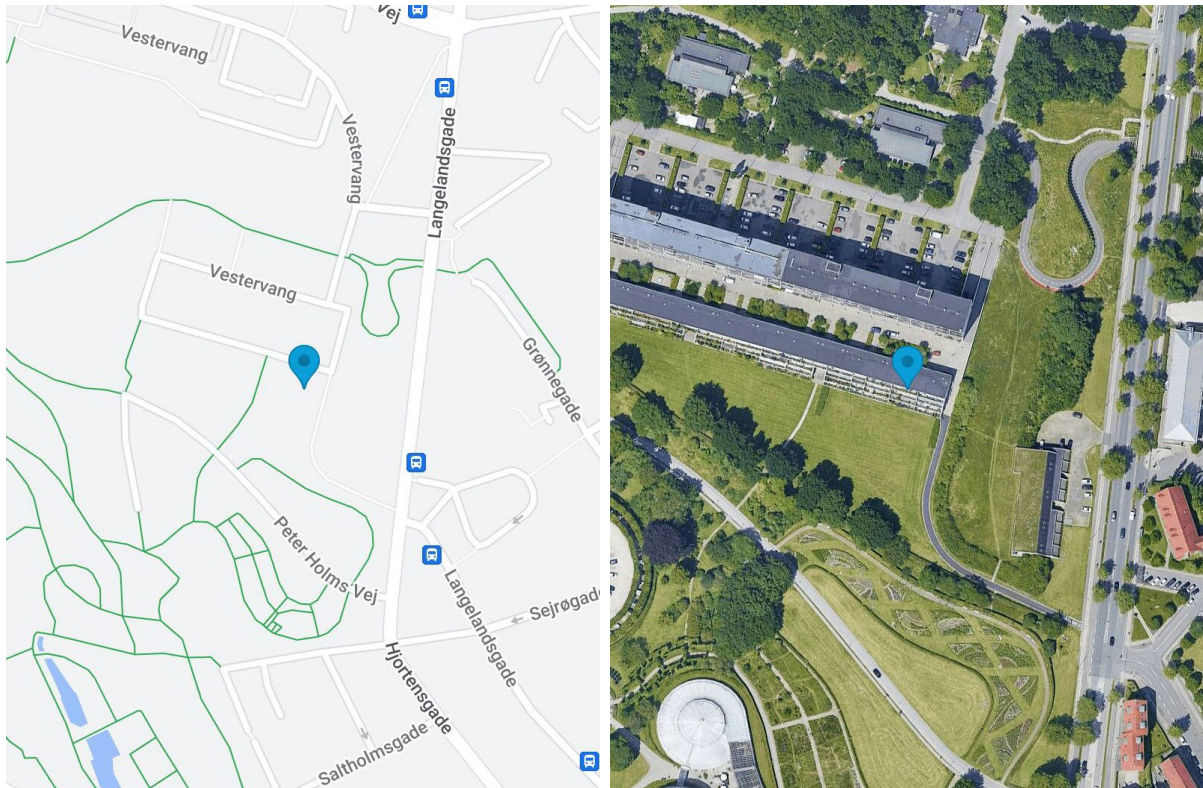 Vej
Vestervang
Langelandsgade
Vestervang
Vestervang
Grønnegade
Peter Holms Vej
Langelandsgade
Sejrøgade
Hjortensgade
Saltholmsgade